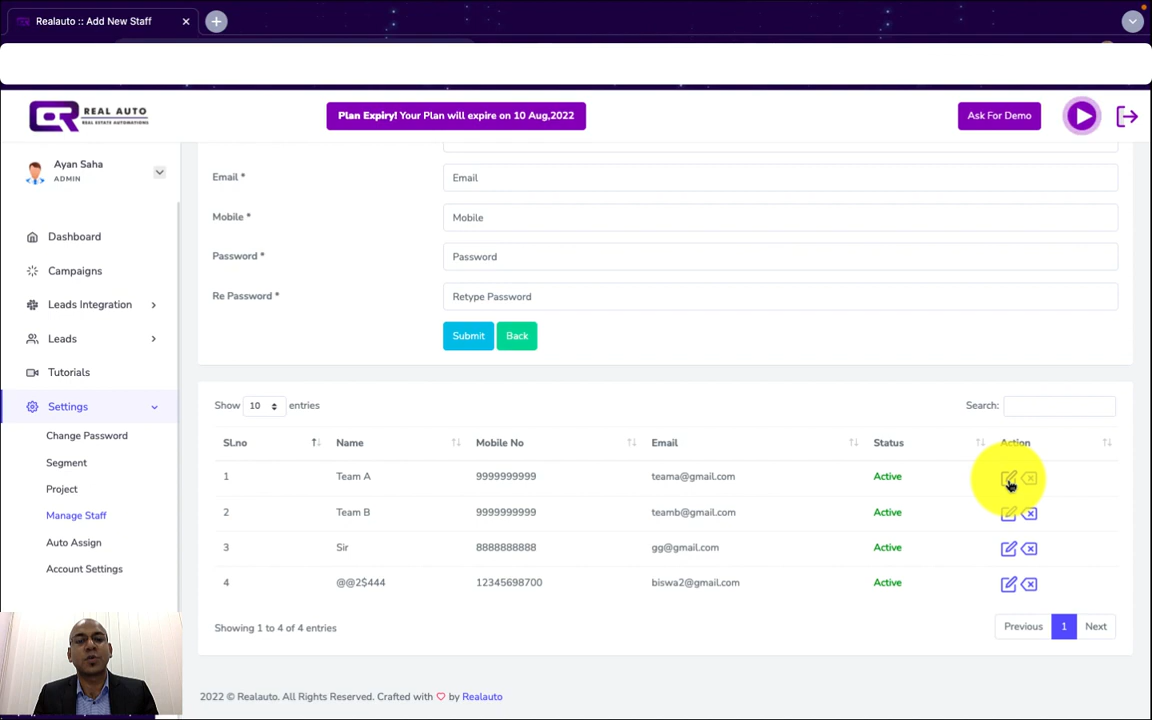 Realauto :: Add New Staff
REAL AUTO
REAL ESTATE AUTOMATIONS
Plan Expiry! Your Plan will expire on 10 Aug,2022
Ask For Demo
Ayan Saha
ADMIN
Dashboard
Campaigns
Leads Integration
Leads
Tutorials
Settings
Change Password
Segment
Project
Manage Staff
Auto Assign
Account Settings
Email * Email
Mobile * Mobile
Password * Password
Re Password * Retype Password
Submit Back
Show 10 entries Search:
Sl.no Name Mobile No Email Status Action
1 Team A 9999999999 teama@gmail.com Active
2 Team B 9999999999 teamb@gmail.com Active
3 Sir 8888888888 gg@gmail.com Active
4 @@2$444 12345698700 biswa2@gmail.com Active
Showing 1 to 4 of 4 entries Previous 1 Next
2022 © Realauto. All Rights Reserved. Crafted with by Realauto